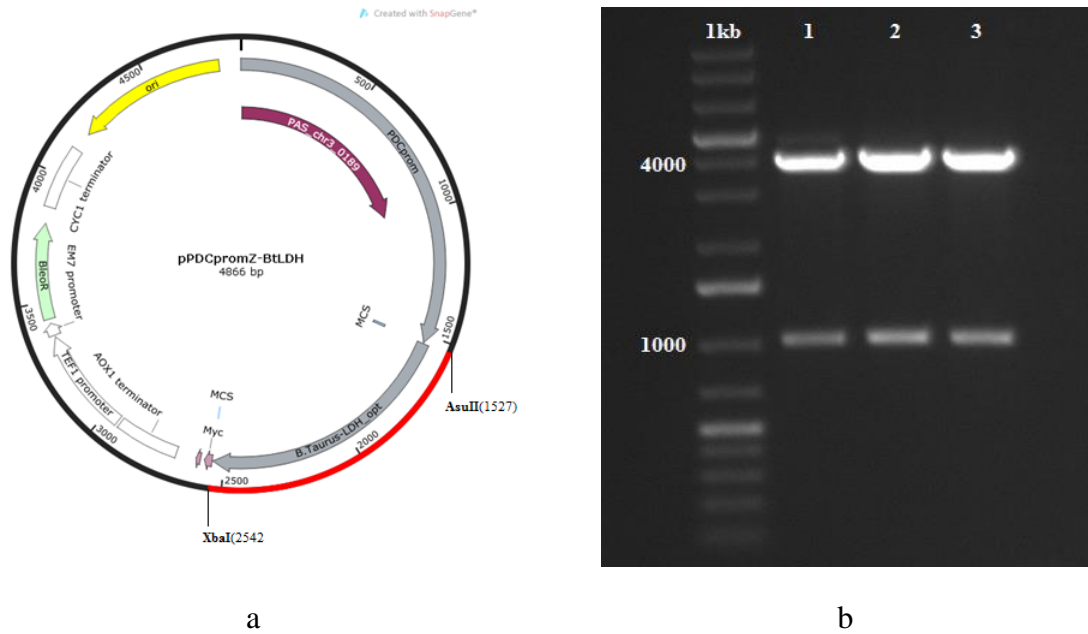 Created with SnapGene®
4500
500
ori
PDCprom
PAS_chr3_0189
4000
CYC1 terminator
1000
BleoR
EM7 promoter
pPDCpromZ-BtLDH
4866 bp
MCS
3500
1500
TEF1 promoter
AOX1 terminator
MCS
AsuII(1527)
Myc
B.Taurus-LDH_opt
2000
3000
2500
XbaI(2542
a
1kb 1 2 3
4000
1000
b